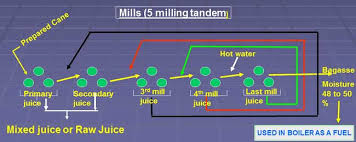 Mills (5 milling tandem)
Prepared Cane
Hot water
Bagasse
Moisture
48 to 50
%
Primary
juice
Secondary
juice
3rd mill
juice
4th mill
juice
Last mill
juice
Mixed juice or Raw Juice
USED IN BOILER AS A FUEL